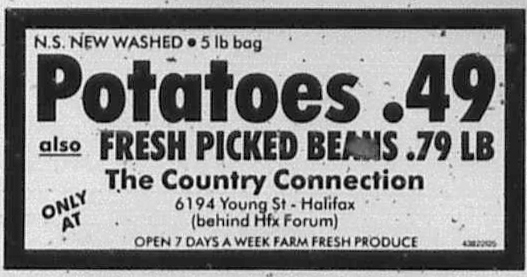 N.S. NEW WASHED • 5 lb bag
Potatoes .49
also FRESH PICKED BEANS .79 LB
The Country Connection
ONLY AT
6194 Young St - Halifax
(behind Hfx Forum)
OPEN 7 DAYS A WEEK FARM FRESH PRODUCE